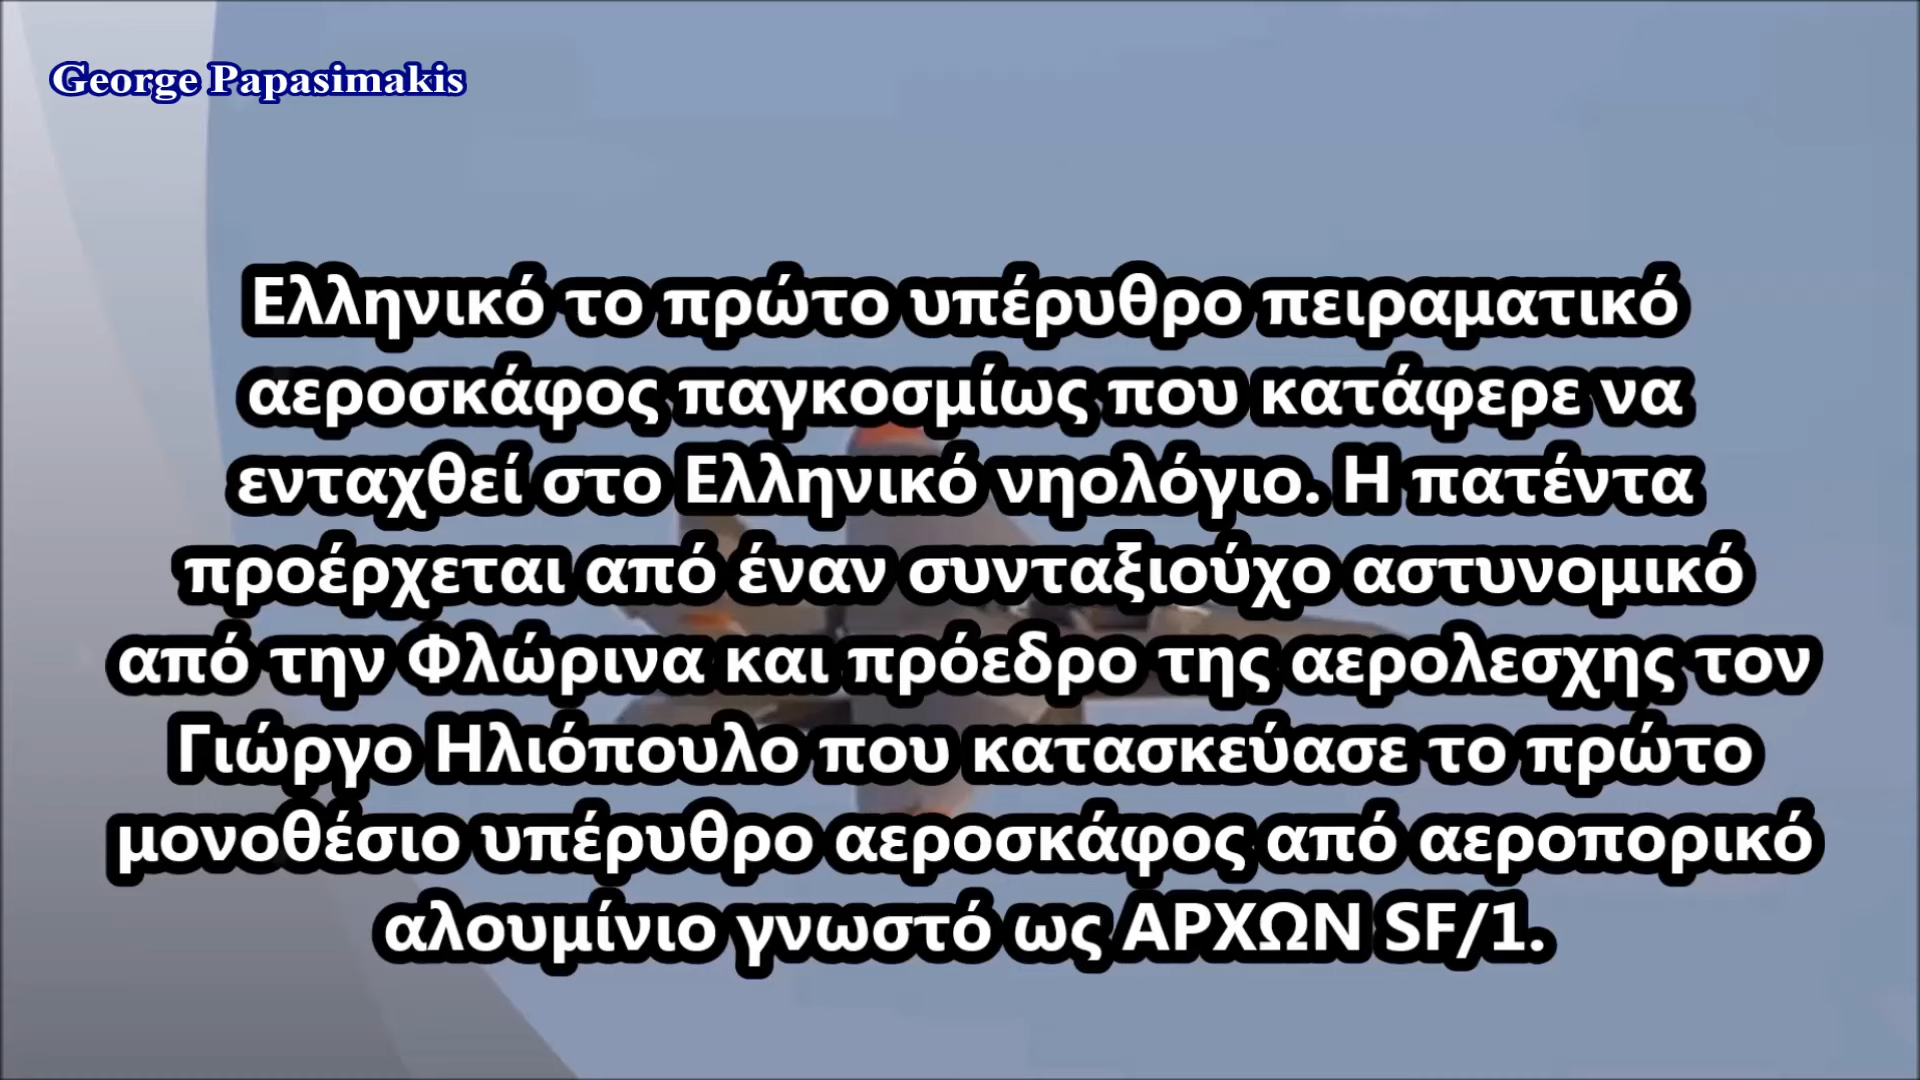 George Papasimakis
Ελληνικό το πρώτο υπέρυθρο πειραματικό
αεροσκάφος παγκοσμίως που κατάφερε να
ενταχθεί στο Ελληνικό νηολόγιο. Η πατέντα
προέρχεται από έναν συνταξιούχο αστυνομικό
από την Φλώρινα και πρόεδρο της αερολεσχης τον
Γιώργο Ηλιόπουλο που κατασκεύασε το πρώτο
μονοθέσιο υπέρυθρο αεροσκάφος από αεροπορικό
αλουμίνιο γνωστό ως ΑΡΧΩΝ SF/1.